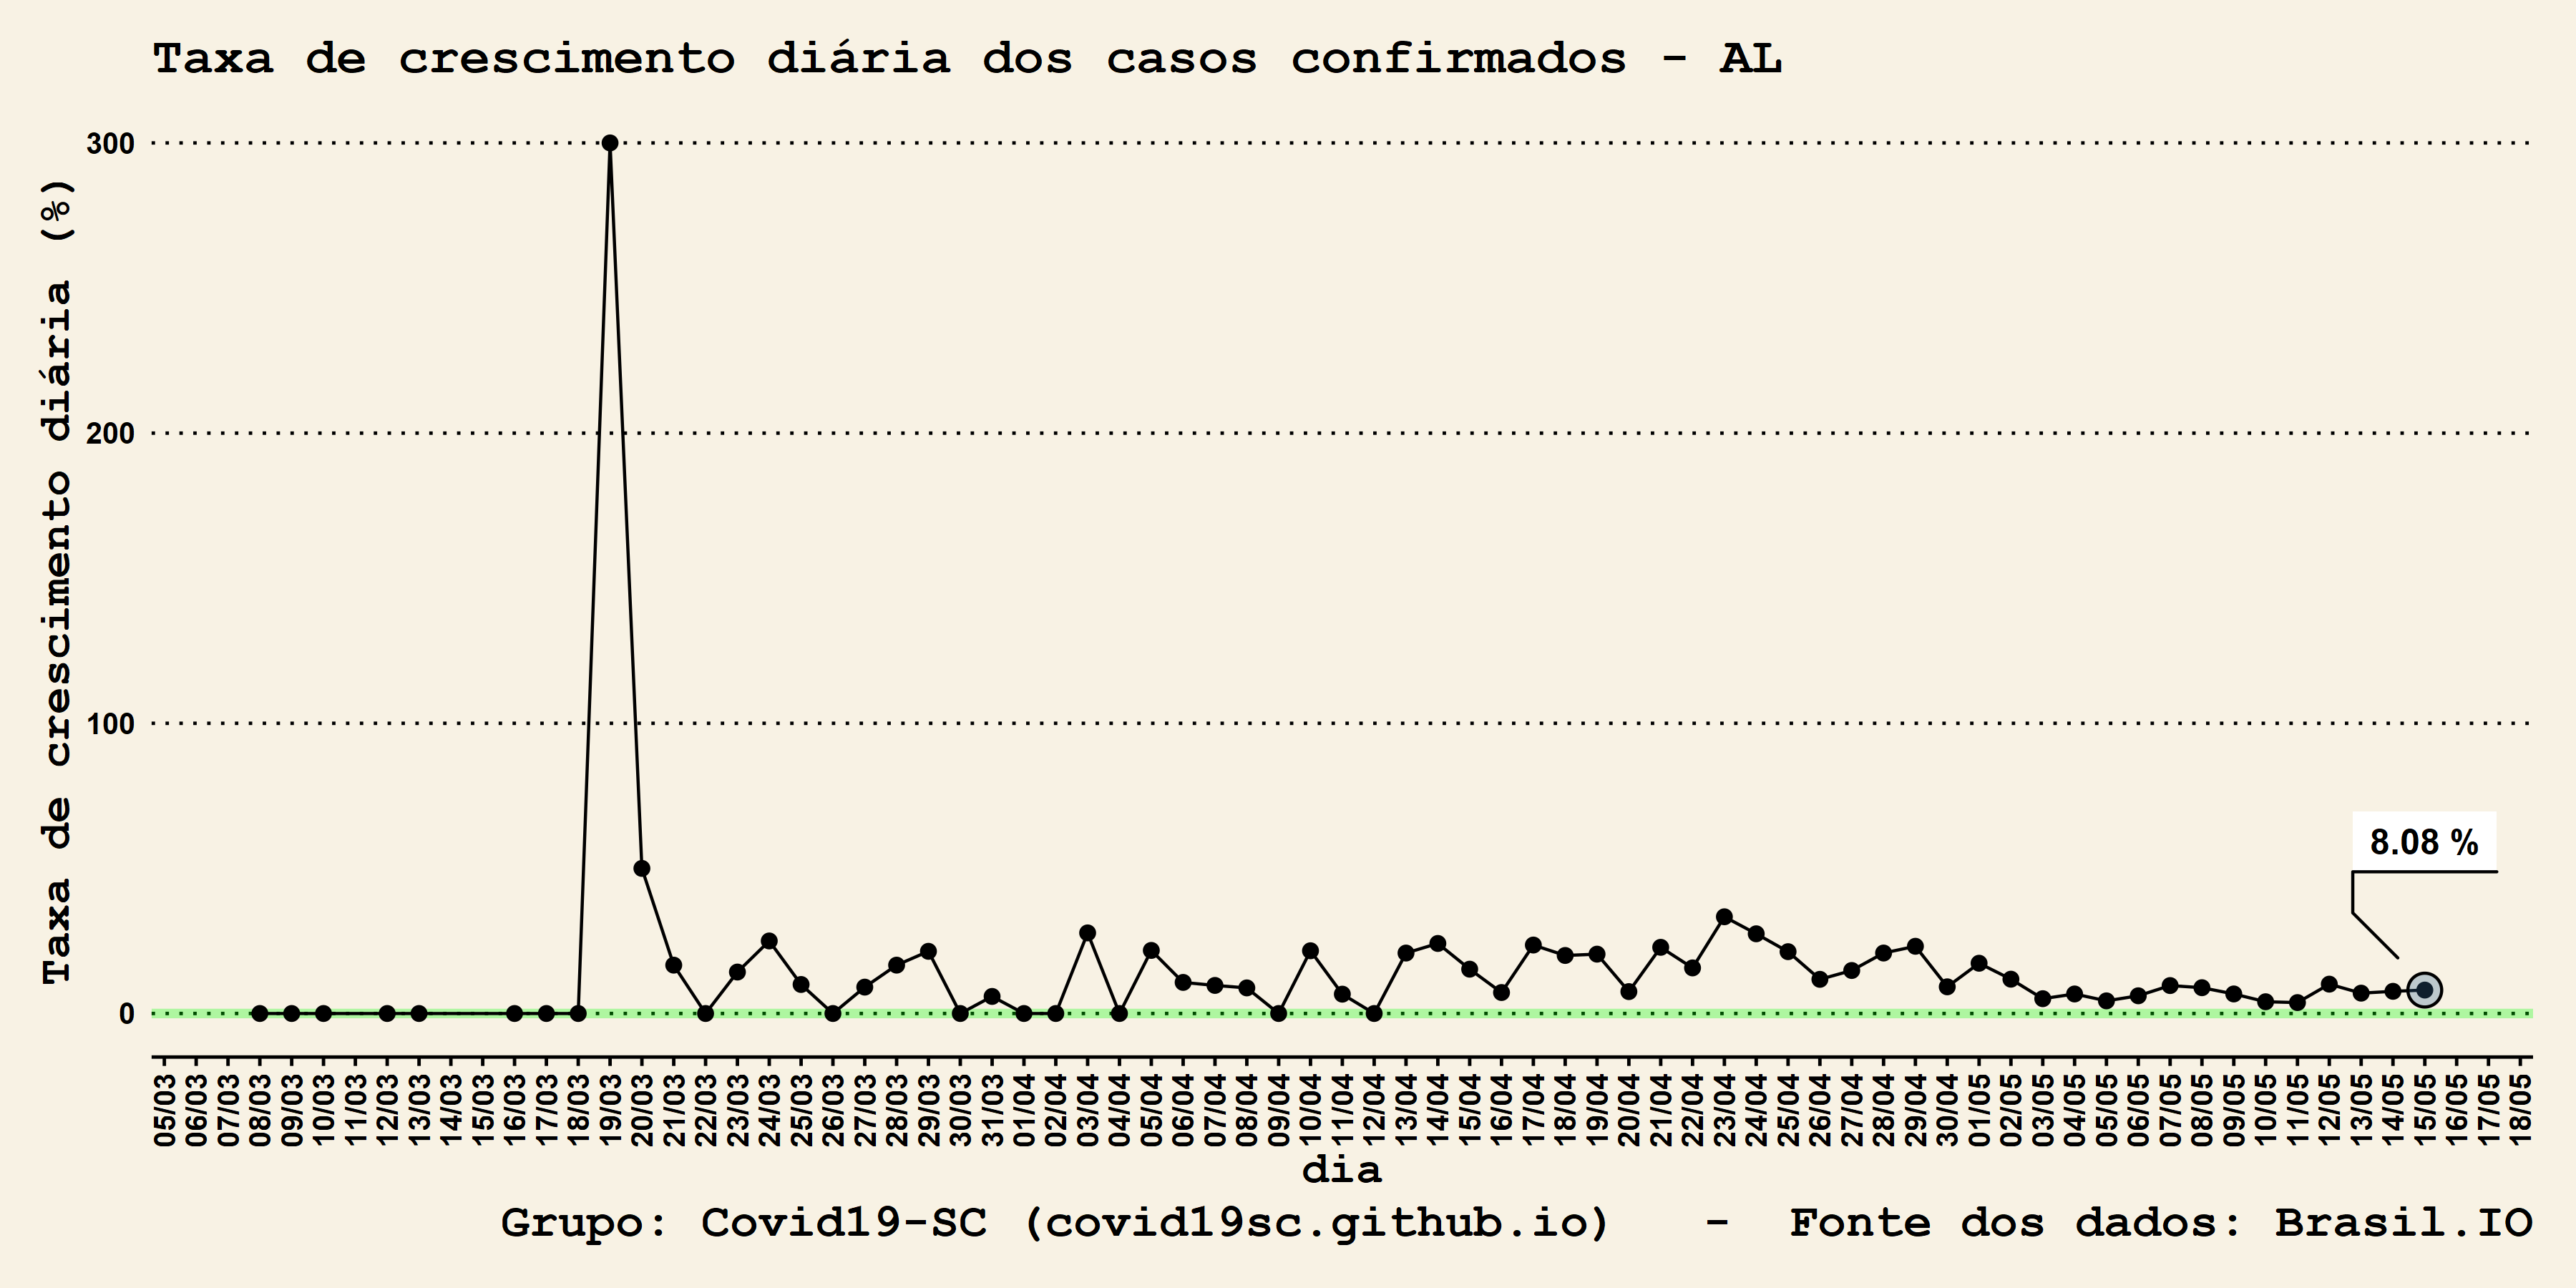 Taxa de crescimento diária dos casos confirmados - AL
Taxa de crescimento diária (%)
300
200
100
0
8.08 %
05/03 06/03 07/03 08/03 09/03 10/03 11/03 12/03 13/03 14/03 15/03 16/03 17/03 18/03 19/03 20/03 21/03 22/03 23/03 24/03 25/03 26/03 27/03 28/03 29/03 30/03 31/03 01/04 02/04 03/04 04/04 05/04 06/04 07/04 08/04 09/04 10/04 11/04 12/04 13/04 14/04 15/04 16/04 17/04 18/04 19/04 20/04 21/04 22/04 23/04 24/04 25/04 26/04 27/04 28/04 29/04 30/04 01/05 02/05 03/05 04/05 05/05 06/05 07/05 08/05 09/05 10/05 11/05 12/05 13/05 14/05 15/05 16/05 17/05 18/05
dia
Grupo: Covid19-SC (covid19sc.github.io) - Fonte dos dados: Brasil.IO